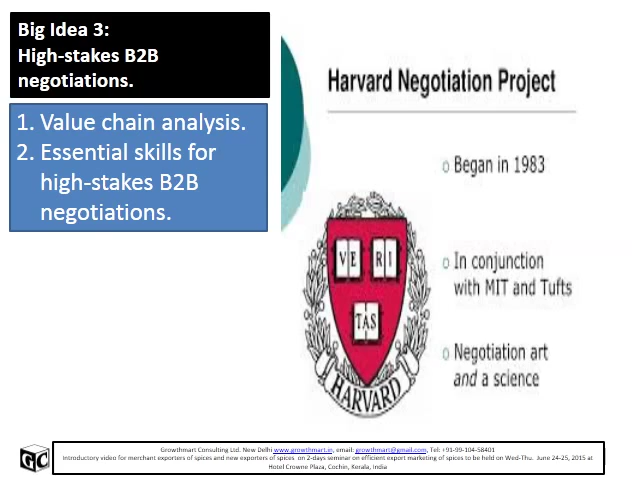 Big Idea 3:
High-stakes B2B
negotiations.
1. Value chain analysis.
2. Essential skills for
high-stakes B2B
negotiations.
Harvard Negotiation Project
Began in 1983
In conjunction
with MIT and Tufts
Negotiation art
and a science
VE RI
TAS
HARVARD
GC
Growthmart Consulting Ltd. New Delhi www.growthmart.in, email: growthmart@gmail.com, Tel: +91-99-104-58401
Introductory video for merchant exporters of spices and new exporters of spices on 2-days seminar on efficient export marketing of spices to be held on Wed-Thu. June 24-25, 2015 at
Hotel Crowne Plaza, Cochin, Kerala, India